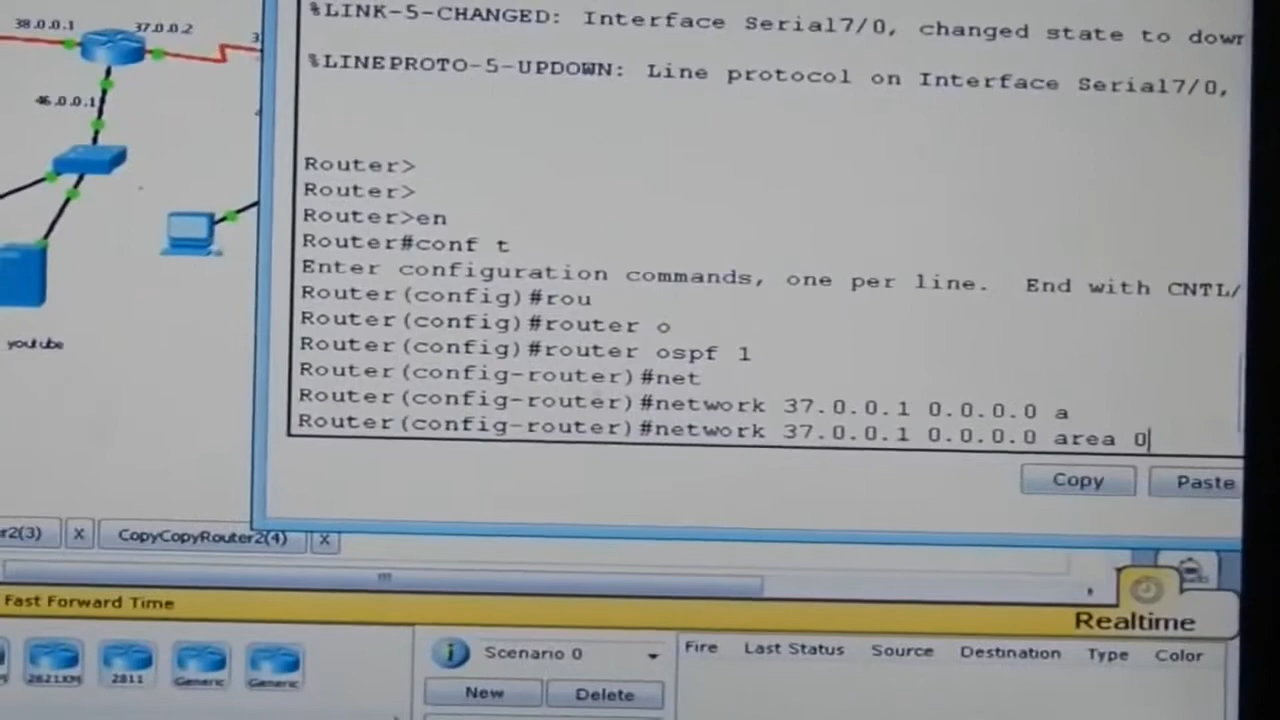 %LINK-5-CHANGED: Interface Serial7/0, changed state to down
%LINEPROTO-5-UPDOWN: Line protocol on Interface Serial7/0,
Router>
Router>
Router>en
Router#conf t
Enter configuration commands, one per line. End with CNTL/
Router(config)#rou
Router(config)#router o
Router(config)#router ospf 1
Router(config-router)#net
Router(config-router)#network 37.0.0.1 0.0.0.0 a
Router(config-router)#network 37.0.0.1 0.0.0.0 area 0
Copy
Paste
38.0.0.1
37.0.0.2
46.0.0.1
youtube
r2(3)
X
CopyCopyRouter2(4)
X
Fast Forward Time
Realtime
2621XM
2811
Generic
Generic
Scenario 0
New
Delete
Fire
Last Status
Source
Destination
Type
Color